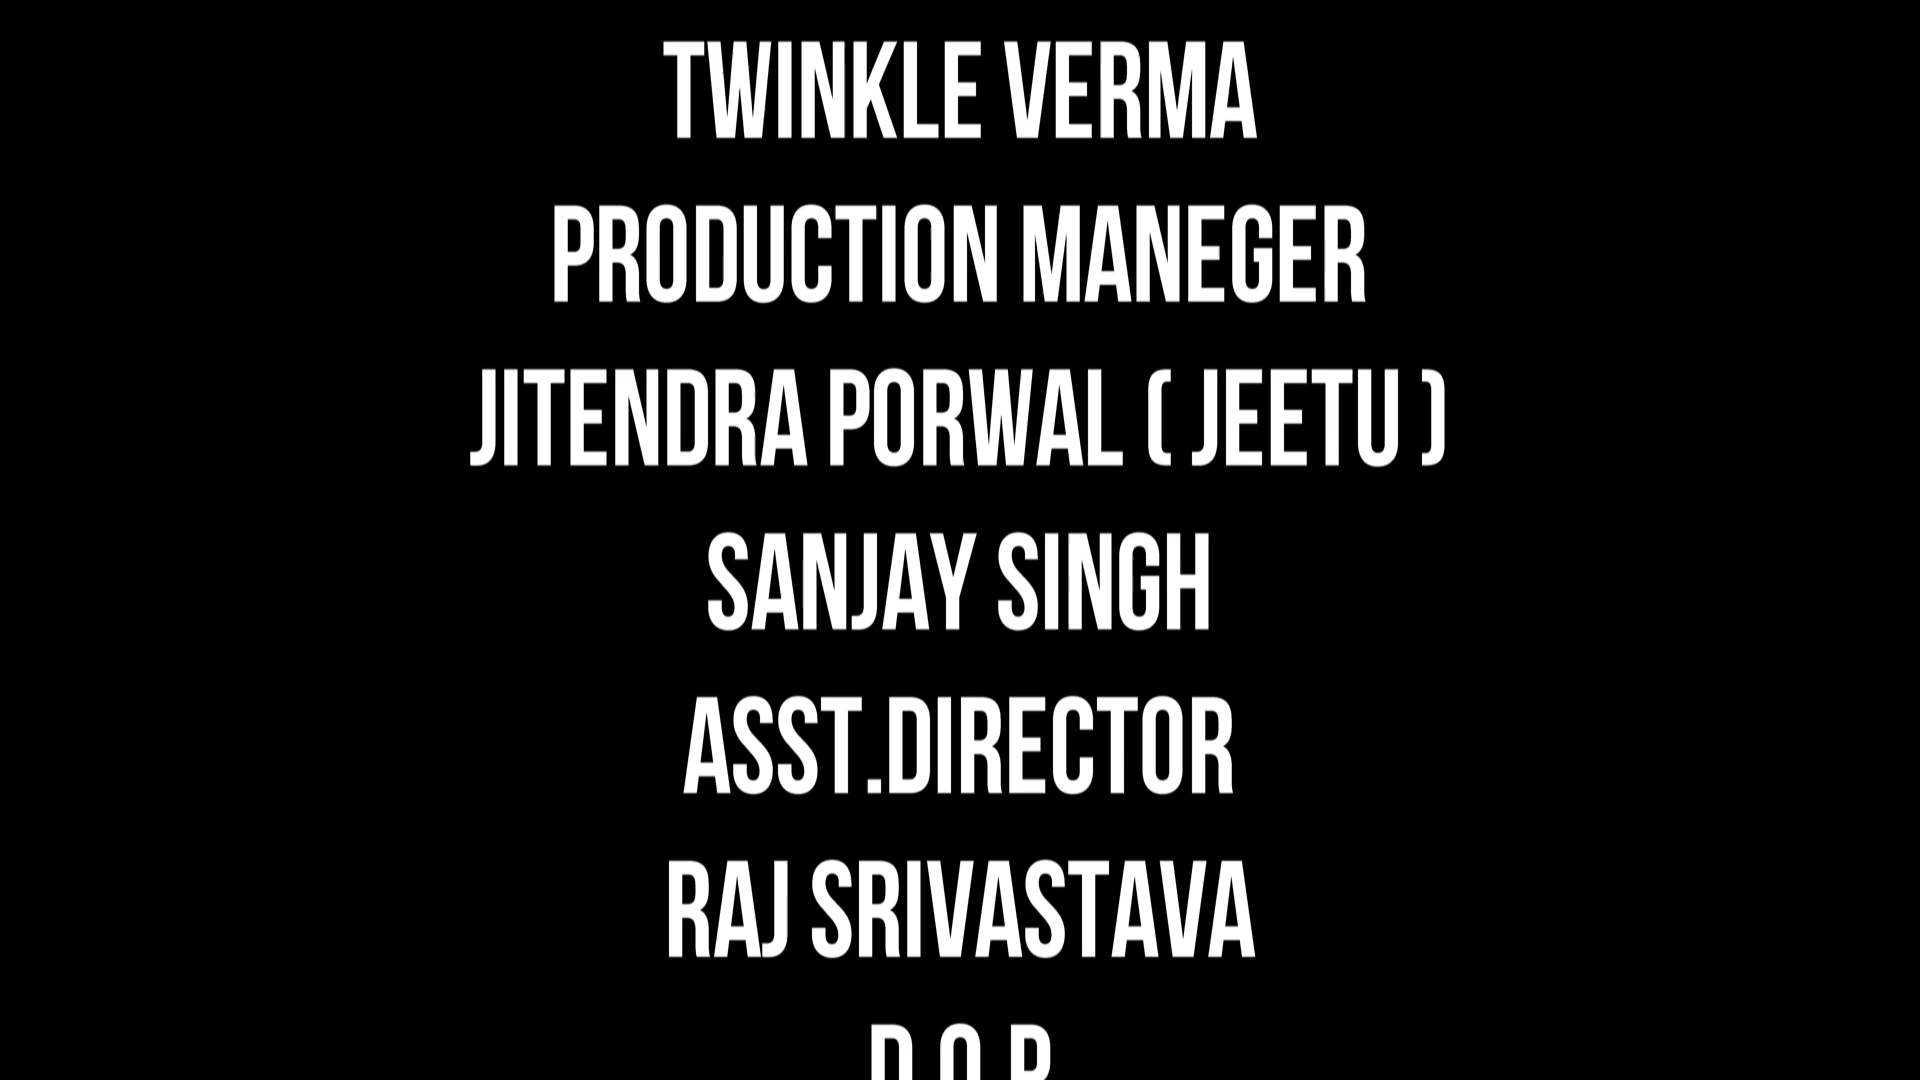 TWINKLE VERMA
PRODUCTION MANEGER
JITENDRA PORWAL ( JEETU )
SANJAY SINGH
ASST.DIRECTOR
RAJ SRIVASTAVA